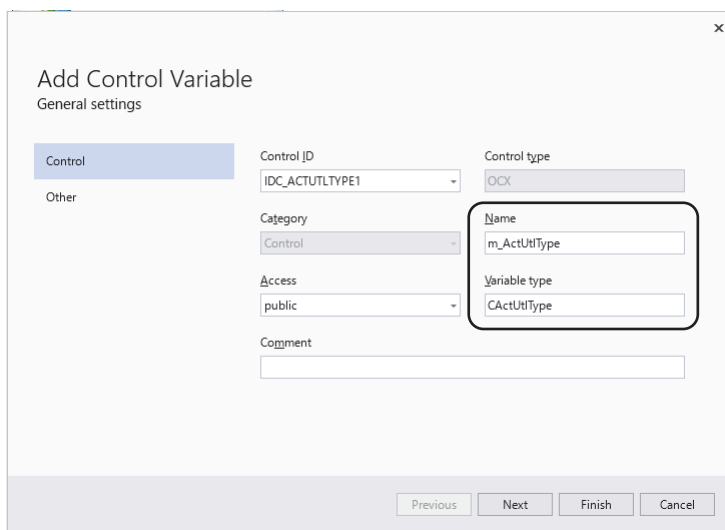 ×
Add Control Variable
General settings
Control
Other
Control ID
Control type
IDC_ACTUTLTYPE1
OCX
Category
Name
Control
m_ActUtlType
Access
Variable type
public
CActUtlType
Comment
Previous
Next
Finish
Cancel